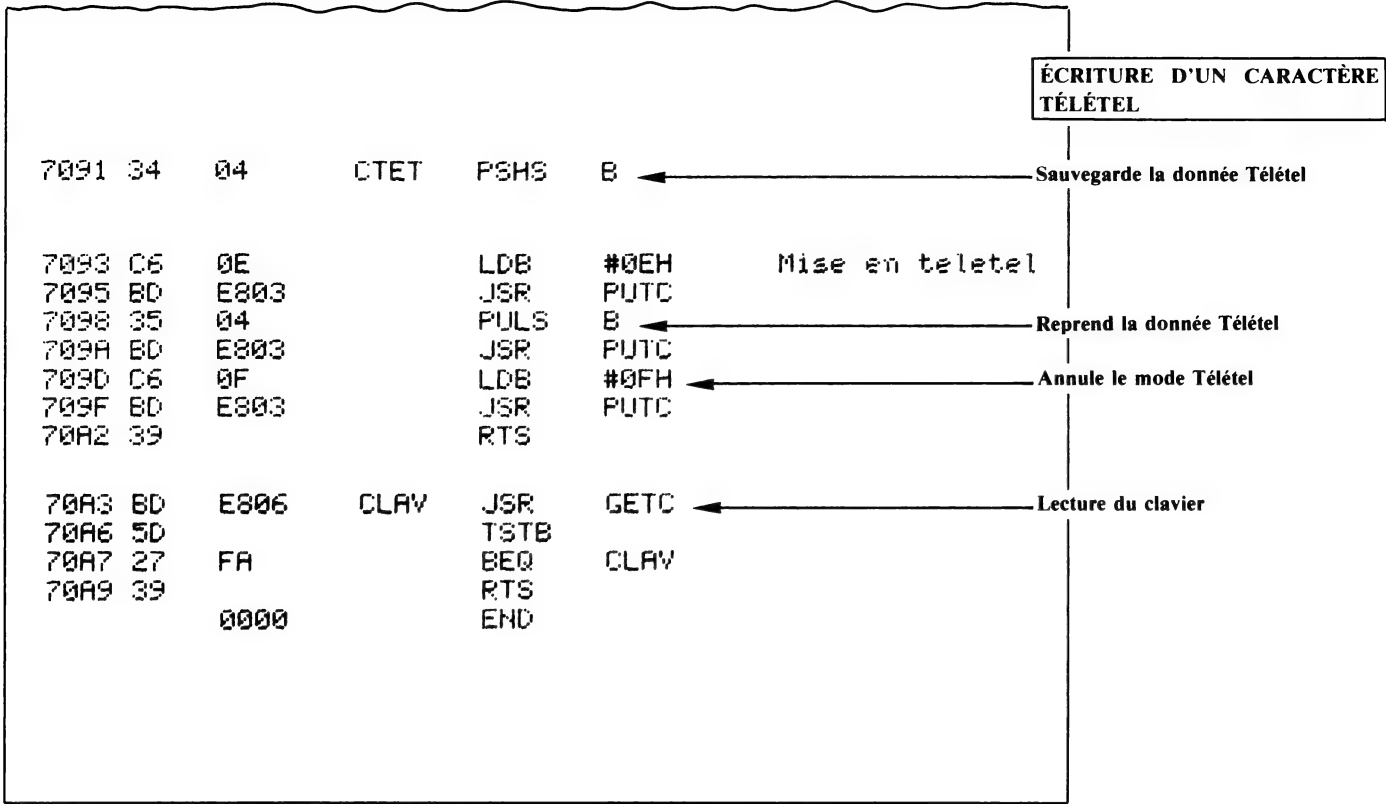 ÉCRITURE D'UN CARACTÈRE
TÉLÉTEL
7091 34 04 CTET PSHS B Sauvegarde la donnée Télétel
7093 C6 0E LDB #0EH Mise en teletel
7095 BD E803 JSR PUTC
7098 35 04 PULS B Reprend la donnée Télétel
709A BD E803 JSR PUTC
709D C6 0F LDB #0FH Annule le mode Télétel
709F BD E803 JSR PUTC
70A2 39 RTS
70A3 BD E806 CLAV JSR GETC Lecture du clavier
70A6 5D TSTB
70A7 27 FA BEQ CLAV
70A9 39 RTS
0000 END